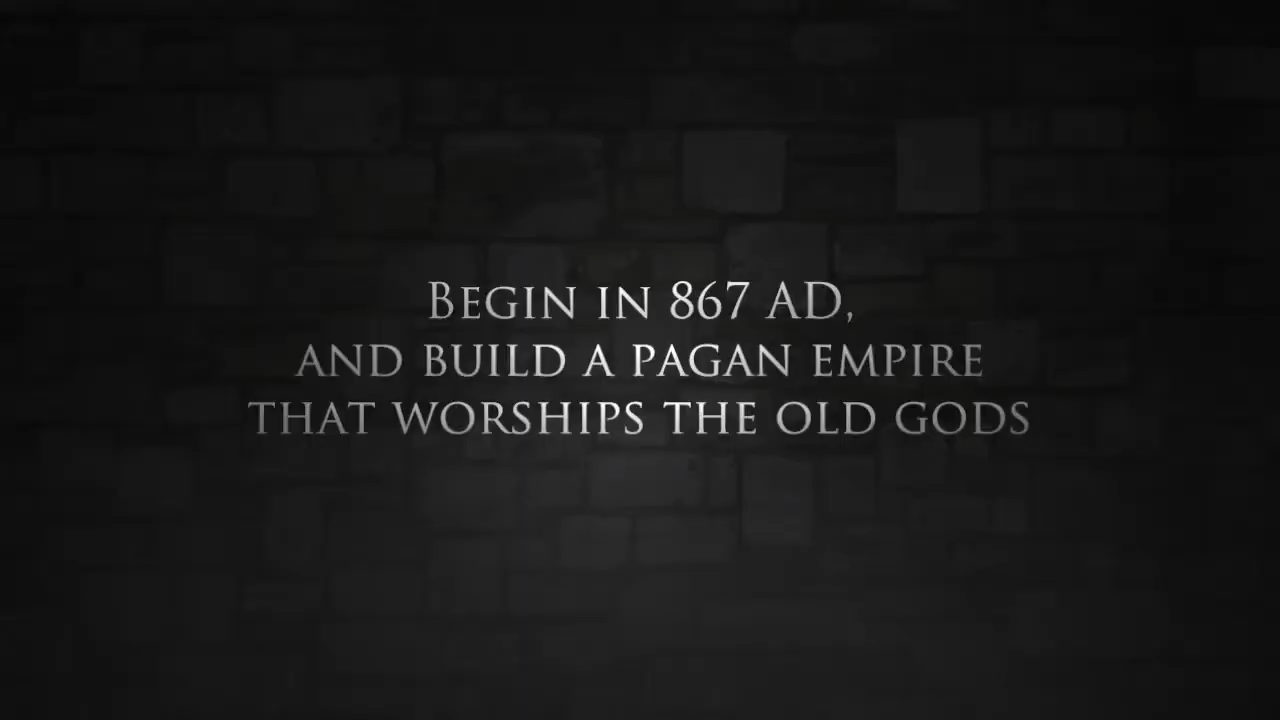 Begin in 867 AD,
and build a pagan empire
that worships the old gods